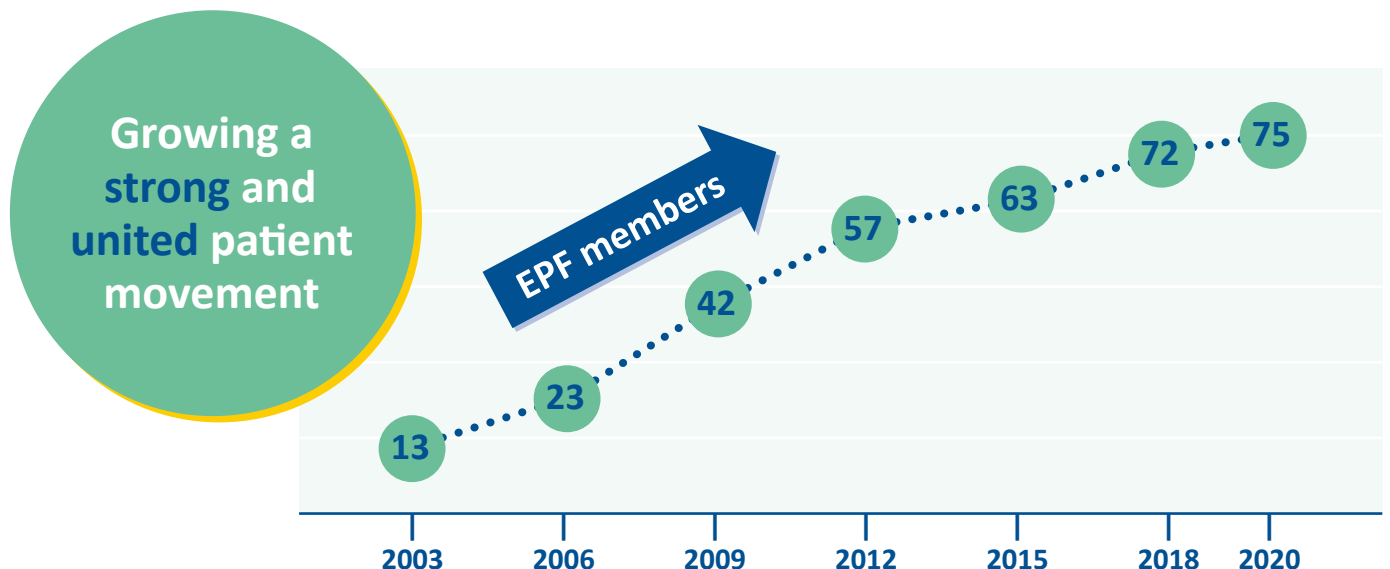 Growing a
strong and
united patient
movement
EPF members
13
23
42
57
63
72
75
2003 2006 2009 2012 2015 2018 2020